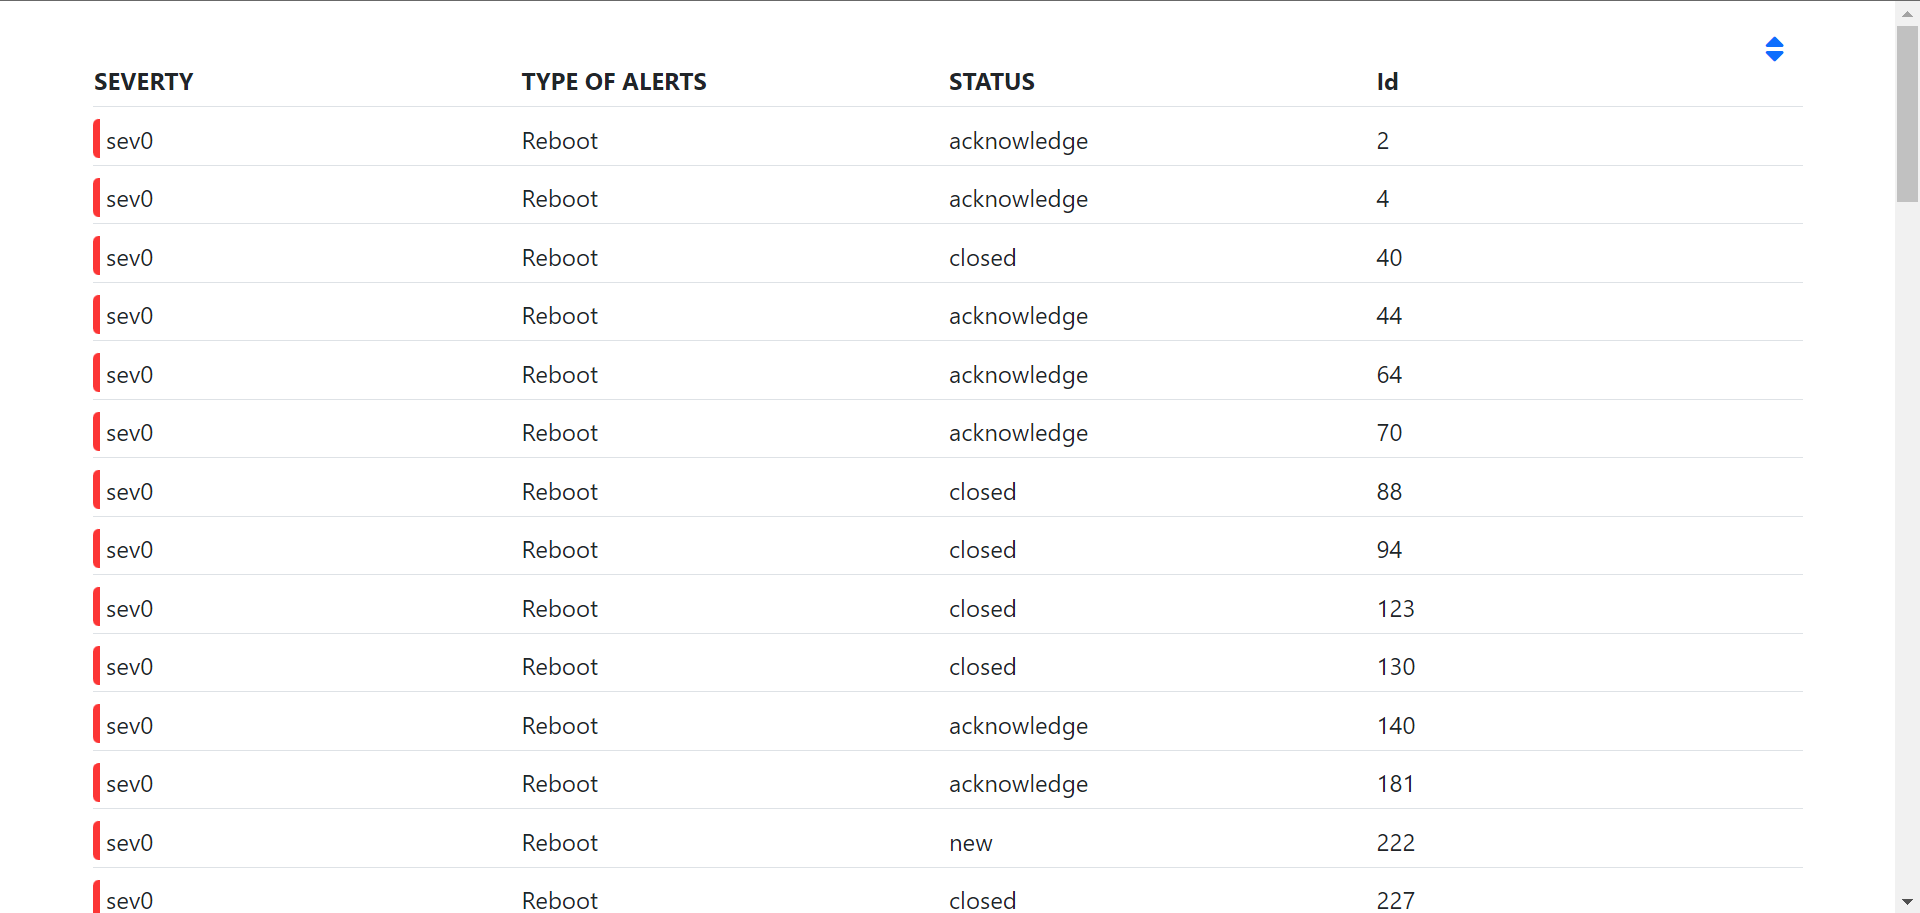 SEVERTY TYPE OF ALERTS STATUS Id
sev0 Reboot acknowledge 2
sev0 Reboot acknowledge 4
sev0 Reboot closed 40
sev0 Reboot acknowledge 44
sev0 Reboot acknowledge 64
sev0 Reboot acknowledge 70
sev0 Reboot closed 88
sev0 Reboot closed 94
sev0 Reboot closed 123
sev0 Reboot closed 130
sev0 Reboot acknowledge 140
sev0 Reboot acknowledge 181
sev0 Reboot new 222
sev0 Reboot closed 227